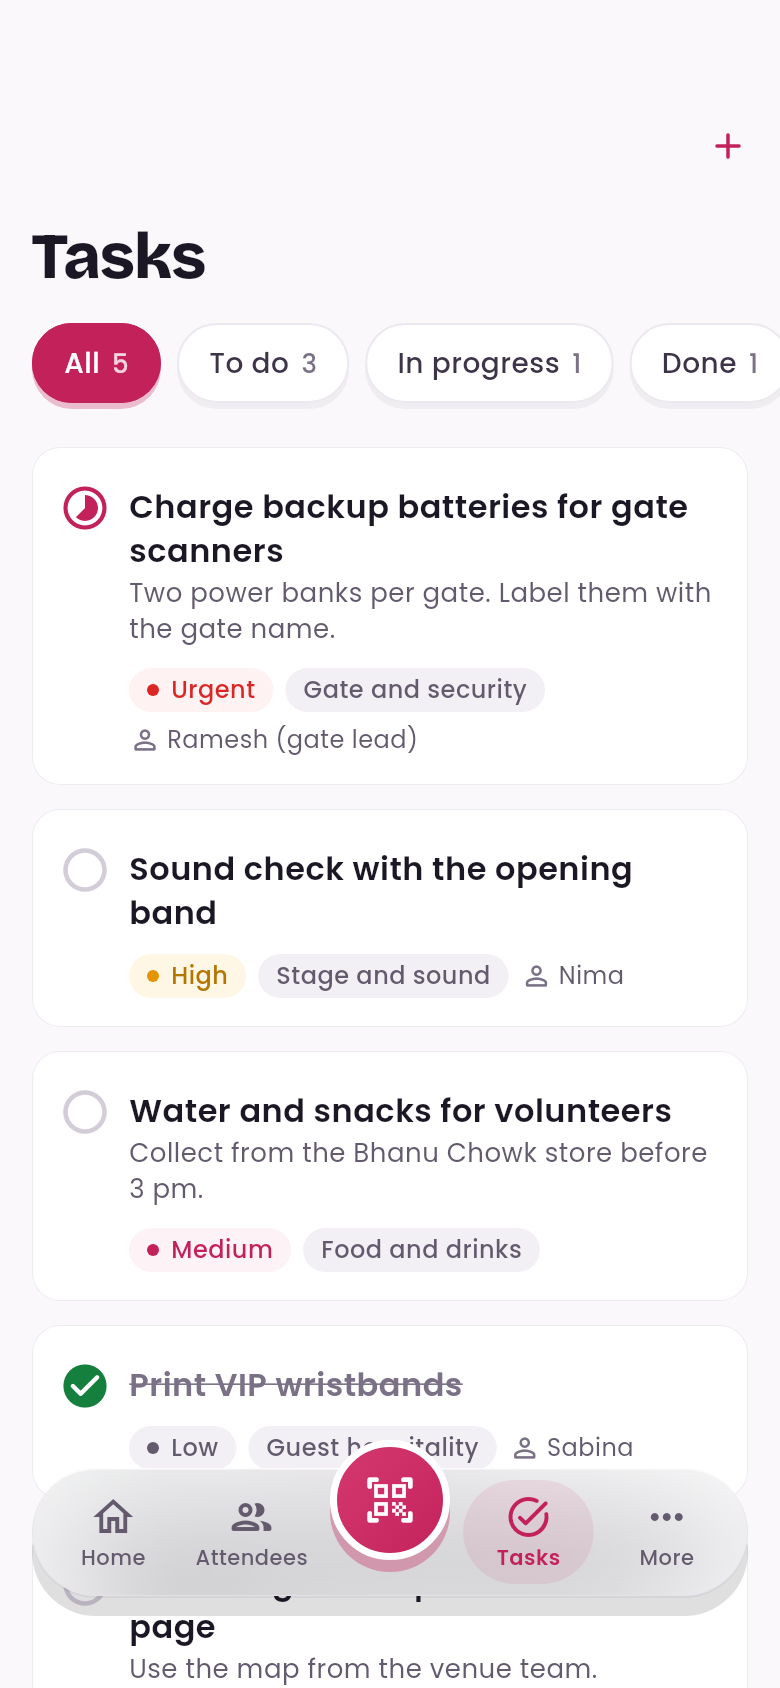 Tasks
All 5
To do 3
In progress 1
Done 1
Charge backup batteries for gate
scanners
Two power banks per gate. Label them with
the gate name.
Urgent
Gate and security
Ramesh (gate lead)
Sound check with the opening
band
High
Stage and sound
Nima
Water and snacks for volunteers
Collect from the Bhanu Chowk store before
3 pm.
Medium
Food and drinks
Print VIP wristbands
Low
Guest hospitality
Sabina
Home
Attendees
Tasks
More
page
Use the map from the venue team.